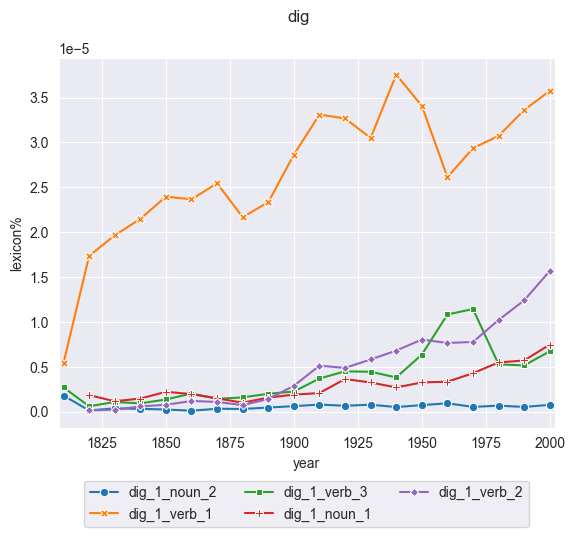 dig
1e−5
3.5
3.0
2.5
2.0
1.5
1.0
0.5
0.0
lexicon%
1825 1850 1875 1900 1925 1950 1975 2000
year
dig_1_noun_2 dig_1_verb_3 dig_1_verb_2
dig_1_verb_1 dig_1_noun_1